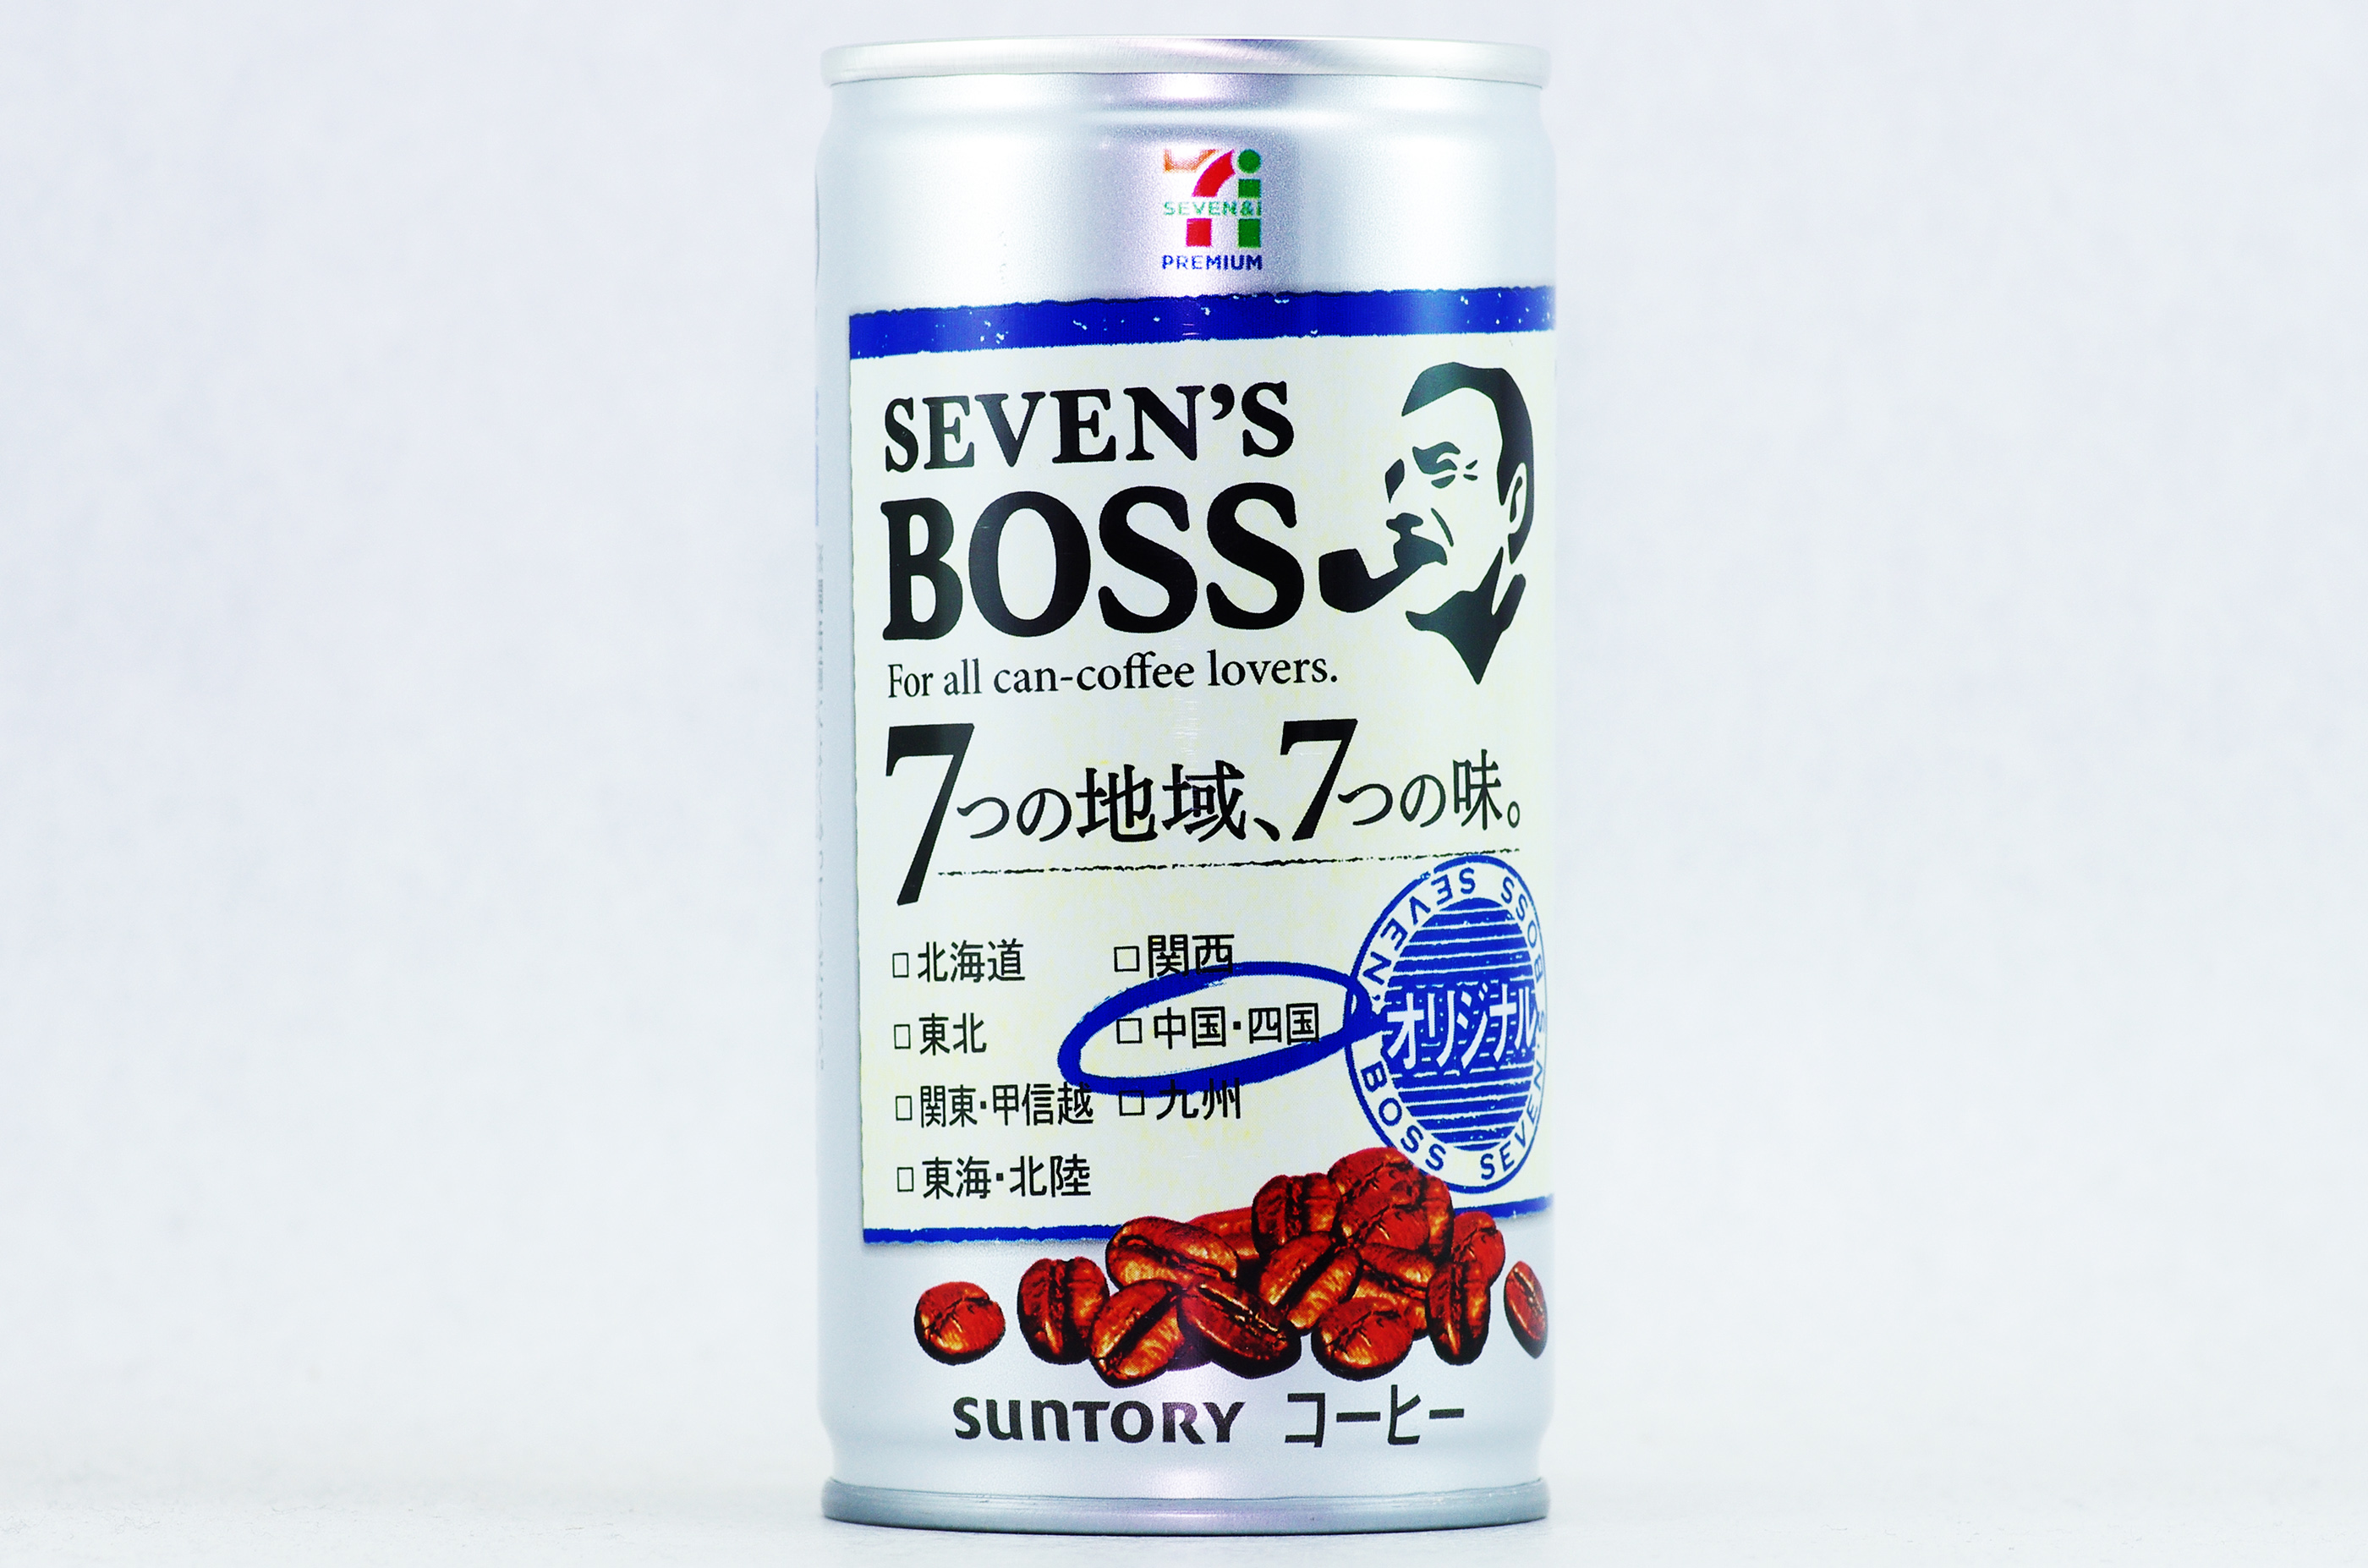 SEVEN&i
PREMIUM
SEVEN'S
BOSS
For all can-coffee lovers.
7つの地域、7つの味。
□北海道
□東北
□関東・甲信越
□東海・北陸
□関西
□中国・四国
□九州
SEVEN'S BOSS SEVEN'S BOSS
オリジナル
SUNTORY コーヒー